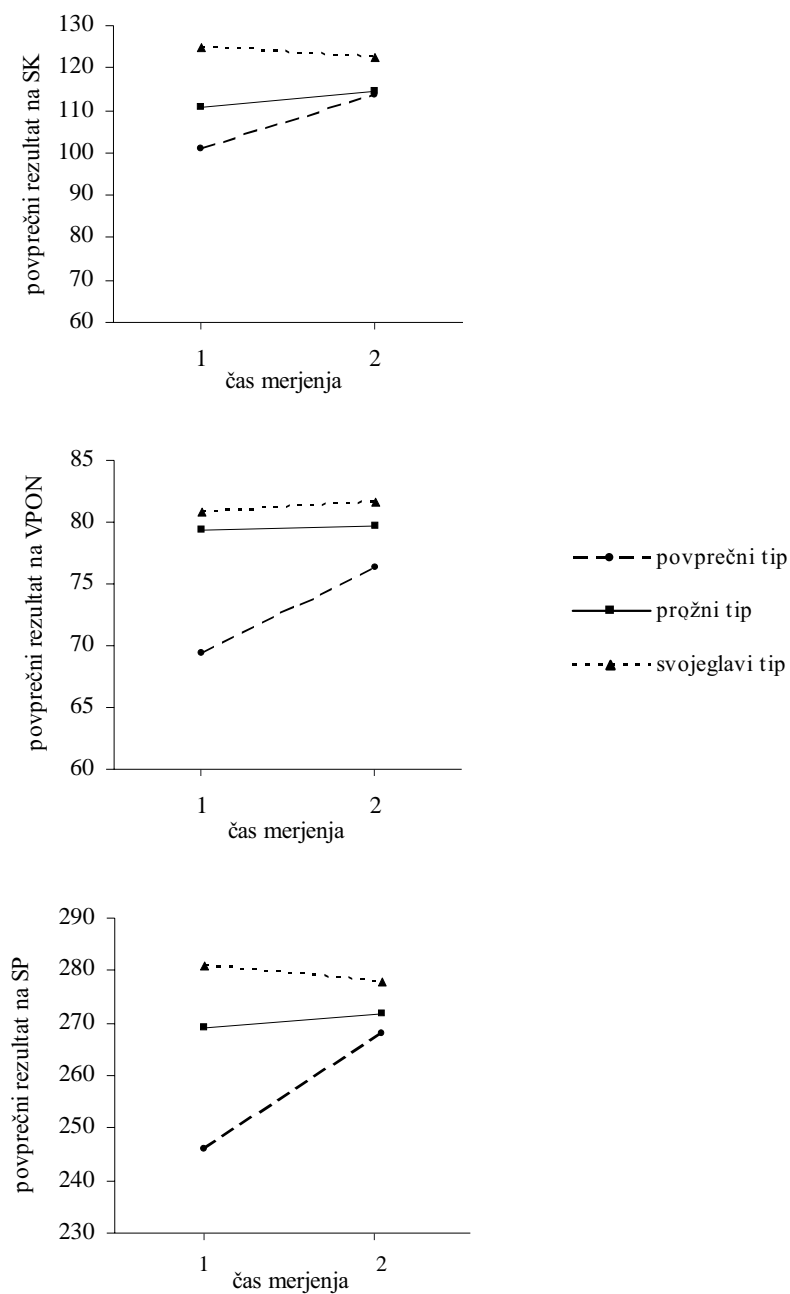 povprečni rezultat na SK
130
120
110
100
90
80
70
60
1 2
čas merjenja
povprečni rezultat na VPON
85
80
75
70
65
60
1 2
čas merjenja
povprečni tip
prožni tip
svojeglavi tip
povprečni rezultat na SP
290
280
270
260
250
240
230
1 2
čas merjenja